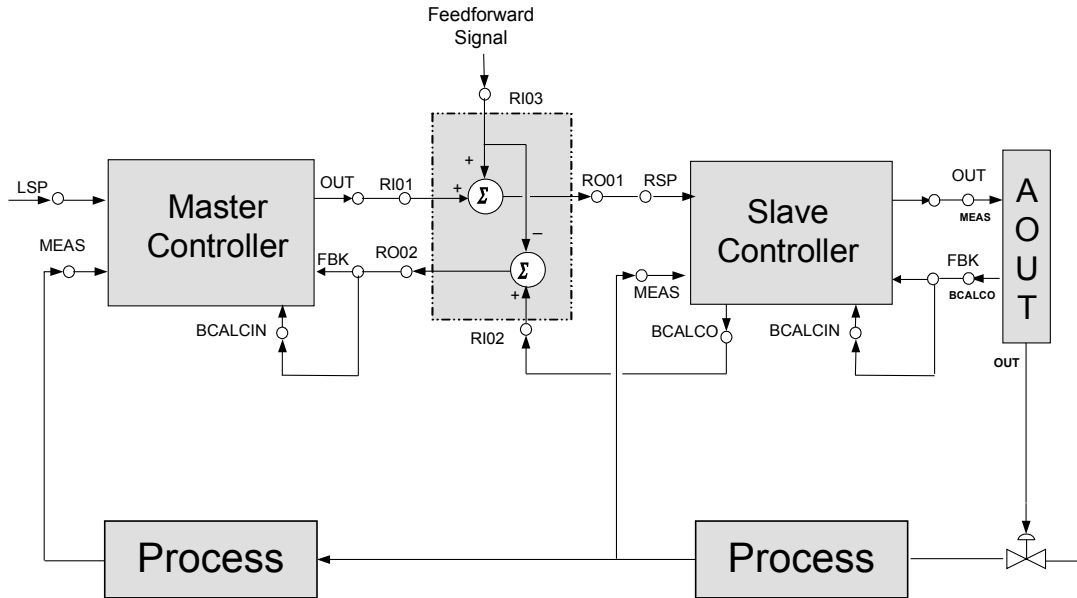 Feedforward
Signal
RI03
+
LSP
Master
Controller
OUT
RI01
+
Σ
RO01
RSP
Slave
Controller
OUT
MEAS
A
O
U
T
MEAS
FBK
RO02
−
Σ
+
MEAS
FBK
BCALCO
BCALCIN
RI02
BCALCO
BCALCIN
OUT
Process
Process